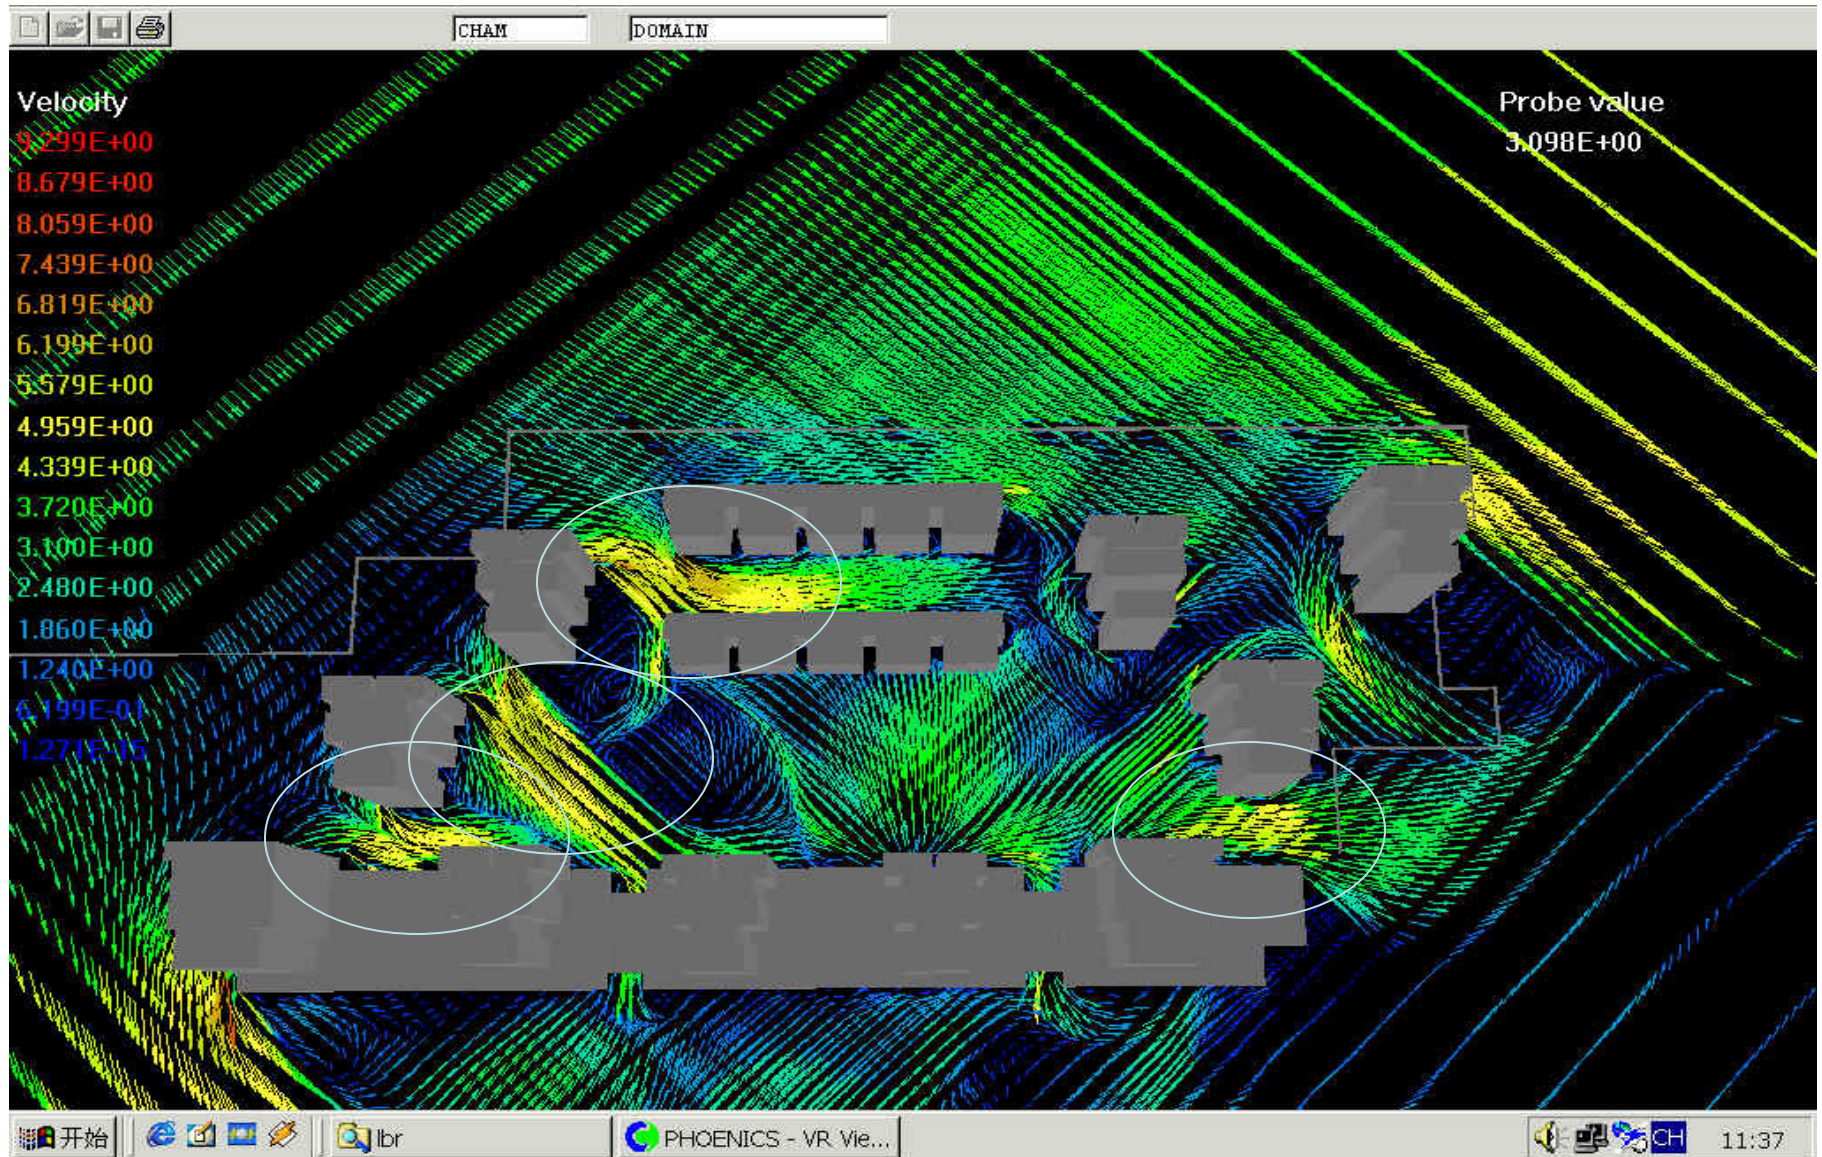 CHAM
DOMAIN
Velocity
9.299E+00
8.679E+00
8.059E+00
7.439E+00
6.819E+00
6.199E+00
5.579E+00
4.959E+00
4.339E+00
3.720E+00
3.100E+00
2.480E+00
1.860E+00
1.240E+00
6.199E-01
1.271E-15
Probe value
3.098E+00
开始
lbr
PHOENICS - VR Vie...
CH
11:37